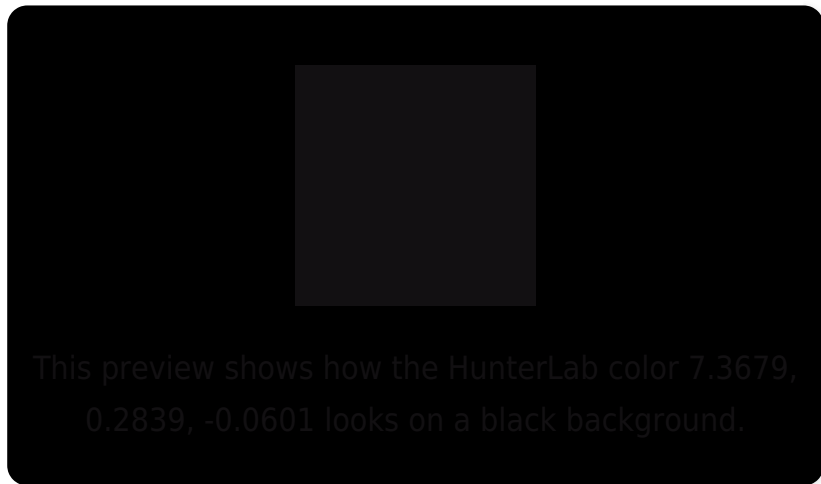 This preview shows how the HunterLab color 7.3679,
0.2839, -0.0601 looks on a black background.